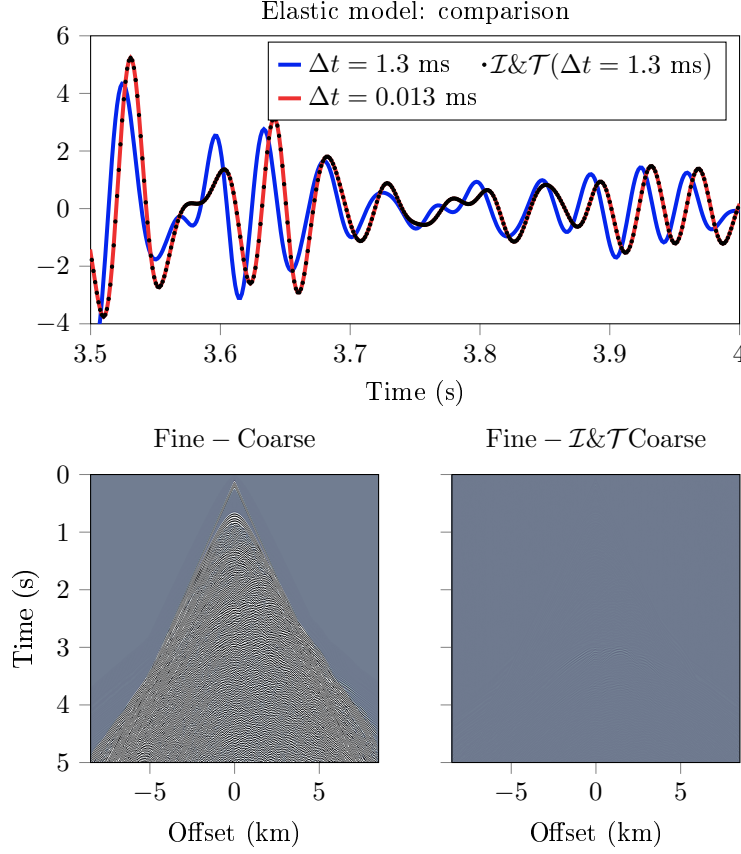 Elastic model: comparison
6
4
2
0
−2
−4
Δt = 1.3 ms
·ℐ&𝒯(Δt = 1.3 ms)
Δt = 0.013 ms
3.5 3.6 3.7 3.8 3.9 4
Time (s)
Fine − Coarse
Fine − ℐ&𝒯Coarse
0
1
2
3
4
5
Time (s)
−5 0 5
−5 0 5
Offset (km)
Offset (km)